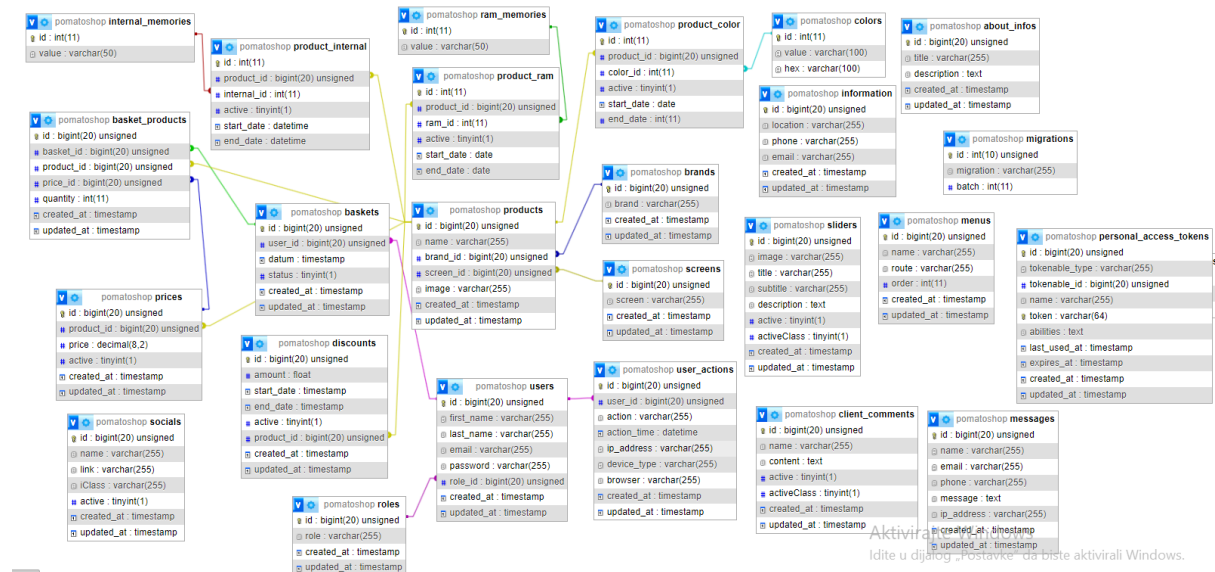 pomatoshop internal_memories
id : int(11)
value : varchar(50)
pomatoshop product_internal
id : int(11)
product_id : bigint(20) unsigned
internal_id : int(11)
active : tinyint(1)
start_date : datetime
end_date : datetime
pomatoshop ram_memories
id : int(11)
value : varchar(50)
pomatoshop product_ram
id : int(11)
product_id : bigint(20) unsigned
ram_id : int(11)
active : tinyint(1)
start_date : date
end_date : date
pomatoshop product_color
id : int(11)
product_id : bigint(20) unsigned
color_id : int(11)
active : tinyint(1)
start_date : date
end_date : int(11)
pomatoshop colors
id : int(11)
value : varchar(100)
hex : varchar(100)
pomatoshop about_infos
id : bigint(20) unsigned
title : varchar(255)
description : text
created_at : timestamp
updated_at : timestamp
pomatoshop information
id : bigint(20) unsigned
location : varchar(255)
phone : varchar(255)
email : varchar(255)
created_at : timestamp
updated_at : timestamp
pomatoshop basket_products
id : bigint(20) unsigned
basket_id : bigint(20) unsigned
product_id : bigint(20) unsigned
price_id : bigint(20) unsigned
quantity : int(11)
created_at : timestamp
updated_at : timestamp
pomatoshop migrations
id : int(10) unsigned
migration : varchar(255)
batch : int(11)
pomatoshop baskets
id : bigint(20) unsigned
user_id : bigint(20) unsigned
datum : timestamp
status : tinyint(1)
created_at : timestamp
updated_at : timestamp
pomatoshop products
id : bigint(20) unsigned
name : varchar(255)
brand_id : bigint(20) unsigned
screen_id : bigint(20) unsigned
image : varchar(255)
created_at : timestamp
updated_at : timestamp
pomatoshop brands
id : bigint(20) unsigned
brand : varchar(255)
created_at : timestamp
updated_at : timestamp
pomatoshop sliders
id : bigint(20) unsigned
image : varchar(255)
title : varchar(255)
subtitle : varchar(255)
description : text
active : tinyint(1)
activeClass : tinyint(1)
created_at : timestamp
updated_at : timestamp
pomatoshop menus
id : bigint(20) unsigned
name : varchar(255)
route : varchar(255)
order : int(11)
created_at : timestamp
updated_at : timestamp
pomatoshop personal_access_tokens
id : bigint(20) unsigned
tokenable_type : varchar(255)
tokenable_id : bigint(20) unsigned
name : varchar(255)
token : varchar(64)
abilities : text
last_used_at : timestamp
expires_at : timestamp
created_at : timestamp
updated_at : timestamp
pomatoshop screens
id : bigint(20) unsigned
screen : varchar(255)
created_at : timestamp
updated_at : timestamp
pomatoshop prices
id : bigint(20) unsigned
product_id : bigint(20) unsigned
price : decimal(8,2)
active : tinyint(1)
created_at : timestamp
updated_at : timestamp
pomatoshop discounts
id : bigint(20) unsigned
amount : float
start_date : timestamp
end_date : timestamp
active : tinyint(1)
product_id : bigint(20) unsigned
created_at : timestamp
updated_at : timestamp
pomatoshop users
id : bigint(20) unsigned
first_name : varchar(255)
last_name : varchar(255)
email : varchar(255)
password : varchar(255)
role_id : bigint(20) unsigned
created_at : timestamp
updated_at : timestamp
pomatoshop user_actions
id : bigint(20) unsigned
user_id : bigint(20) unsigned
action : varchar(255)
action_time : datetime
ip_address : varchar(255)
device_type : varchar(255)
browser : varchar(255)
created_at : timestamp
updated_at : timestamp
pomatoshop socials
id : bigint(20) unsigned
name : varchar(255)
link : varchar(255)
iClass : varchar(255)
active : tinyint(1)
created_at : timestamp
updated_at : timestamp
pomatoshop client_comments
id : bigint(20) unsigned
name : varchar(255)
content : text
active : tinyint(1)
activeClass : tinyint(1)
created_at : timestamp
updated_at : timestamp
pomatoshop messages
id : bigint(20) unsigned
name : varchar(255)
email : varchar(255)
phone : varchar(255)
message : text
ip_address : varchar(255)
created_at : timestamp
updated_at : timestamp
pomatoshop roles
id : bigint(20) unsigned
role : varchar(255)
created_at : timestamp
updated_at : timestamp
Aktivirajte Windows
Idite u dijalog „Postavke“ da biste aktivirali Windows.